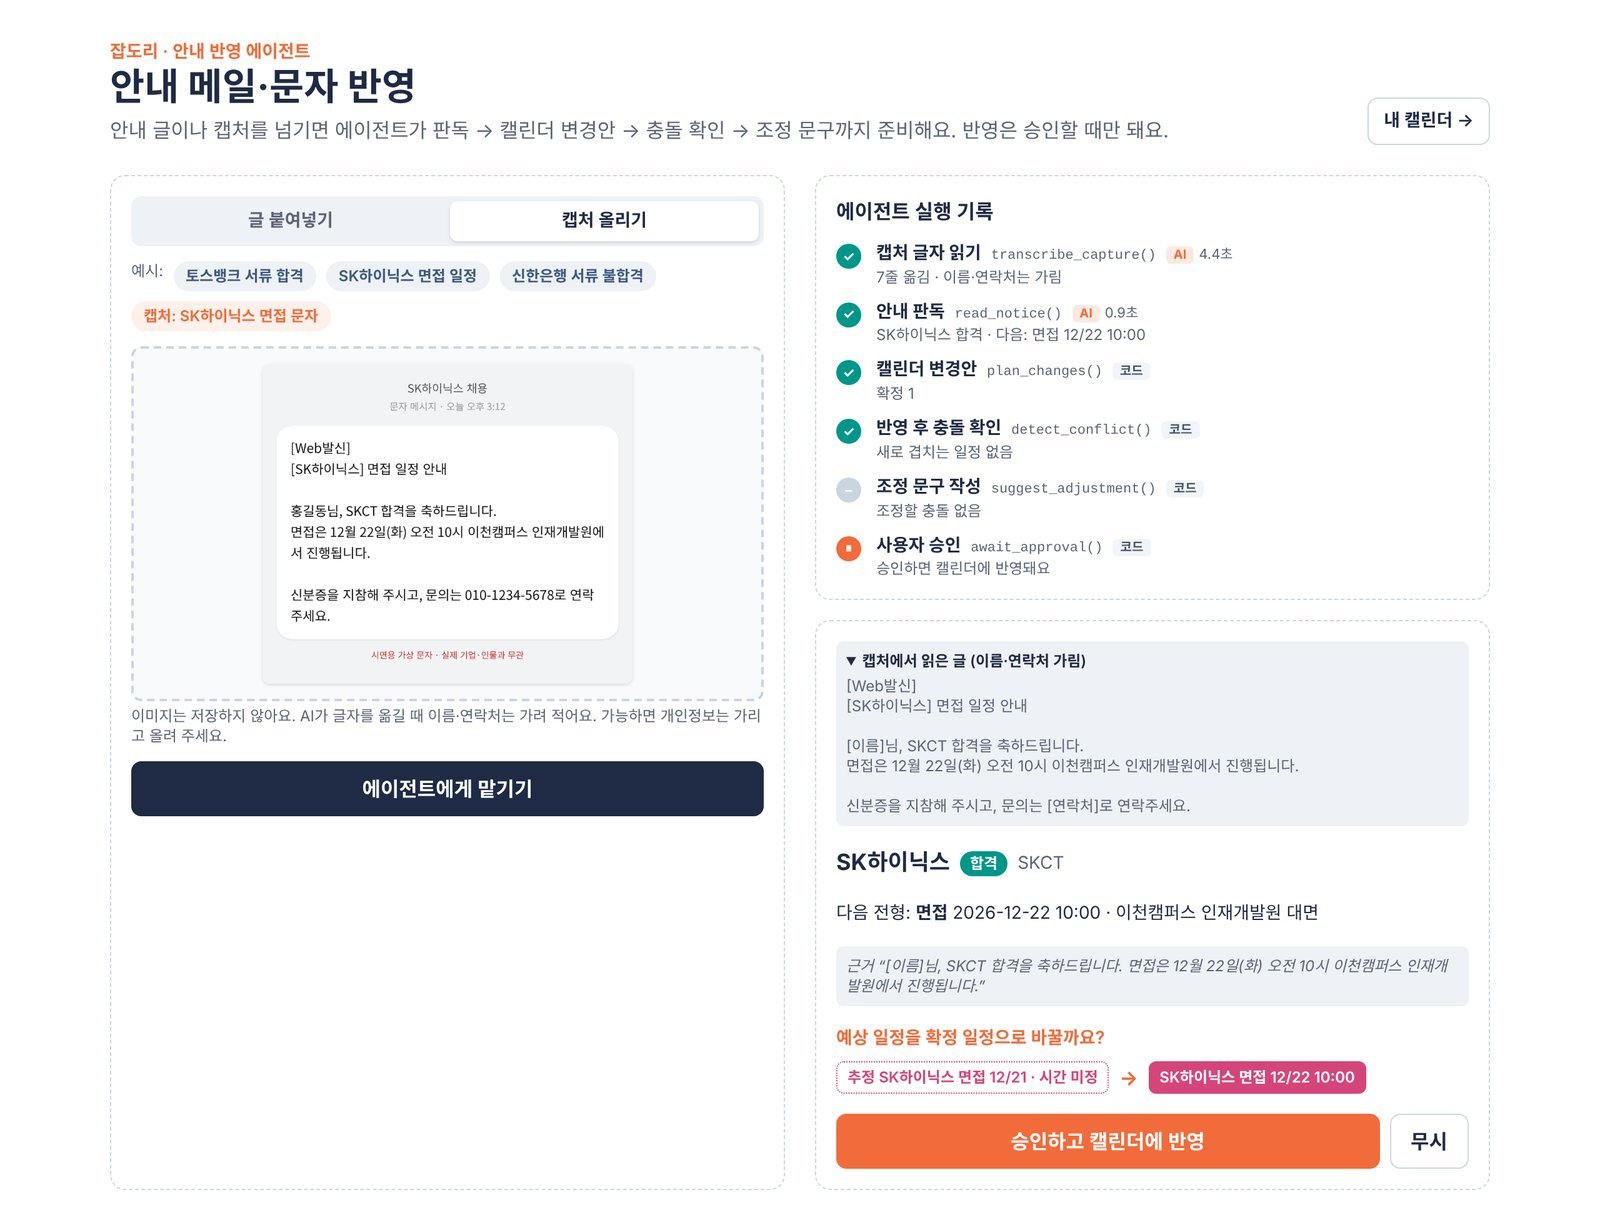 잡도리 · 안내 반영 에이전트
안내 메일·문자 반영
안내 글이나 캡처를 넘기면 에이전트가 판독 → 캘린더 변경안 → 충돌 확인 → 조정 문구까지 준비해요. 반영은 승인할 때만 돼요.
내 캘린더 →
글 붙여넣기
캡처 올리기
예시: 토스뱅크 서류 합격 SK하이닉스 면접 일정 신한은행 서류 불합격
캡처: SK하이닉스 면접 문자
SK하이닉스 채용
문자 메시지 · 오늘 오후 3:12
[Web발신]
[SK하이닉스] 면접 일정 안내
홍길동님, SKCT 합격을 축하드립니다.
면접은 12월 22일(화) 오전 10시 이천캠퍼스 인재개발원에
서 진행됩니다.
신분증을 지참해 주시고, 문의는 010-1234-5678로 연락
주세요.
시연용 가상 문자 · 실제 기업·인물과 무관
이미지는 저장하지 않아요. AI가 글자를 옮길 때 이름·연락처는 가려 적어요. 가능하면 개인정보는 가리
고 올려 주세요.
에이전트에게 맡기기
에이전트 실행 기록
캡처 글자 읽기 transcribe_capture() AI 4.4초
7줄 옮김 · 이름·연락처는 가림
안내 판독 read_notice() AI 0.9초
SK하이닉스 합격 · 다음: 면접 12/22 10:00
캘린더 변경안 plan_changes() 코드
확정 1
반영 후 충돌 확인 detect_conflict() 코드
새로 겹치는 일정 없음
조정 문구 작성 suggest_adjustment() 코드
조정할 충돌 없음
사용자 승인 await_approval() 코드
승인하면 캘린더에 반영돼요
▼ 캡처에서 읽은 글 (이름·연락처 가림)
[Web발신]
[SK하이닉스] 면접 일정 안내
[이름]님, SKCT 합격을 축하드립니다.
면접은 12월 22일(화) 오전 10시 이천캠퍼스 인재개발원에서 진행됩니다.
신분증을 지참해 주시고, 문의는 [연락처]로 연락주세요.
SK하이닉스 합격 SKCT
다음 전형: 면접 2026-12-22 10:00 · 이천캠퍼스 인재개발원 대면
근거 “[이름]님, SKCT 합격을 축하드립니다. 면접은 12월 22일(화) 오전 10시 이천캠퍼스 인재개
발원에서 진행됩니다.”
예상 일정을 확정 일정으로 바꿀까요?
추정 SK하이닉스 면접 12/21 · 시간 미정 → SK하이닉스 면접 12/22 10:00
승인하고 캘린더에 반영
무시